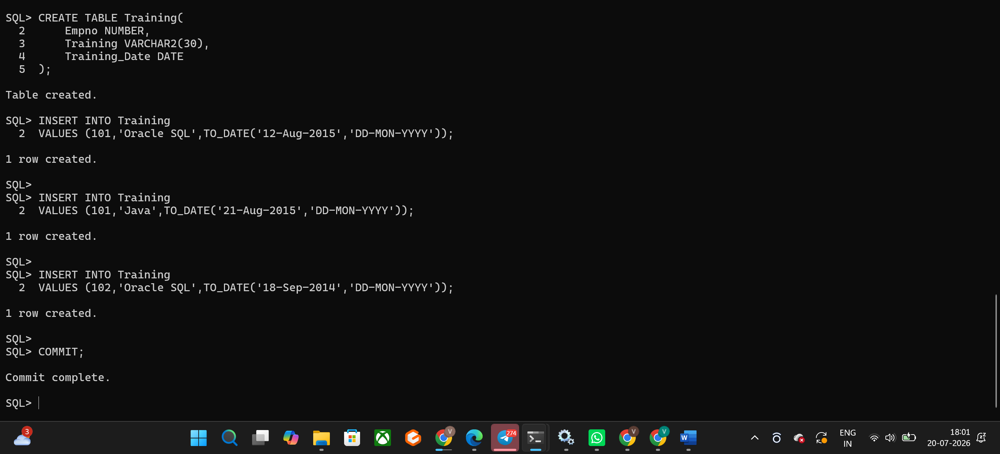 SQL> CREATE TABLE Training(
  2      Empno NUMBER,
  3      Training VARCHAR2(30),
  4      Training_Date DATE
  5  );
Table created.
SQL> INSERT INTO Training
  2  VALUES (101,'Oracle SQL',TO_DATE('12-Aug-2015','DD-MON-YYYY'));
1 row created.
SQL>
SQL> INSERT INTO Training
  2  VALUES (101,'Java',TO_DATE('21-Aug-2015','DD-MON-YYYY'));
1 row created.
SQL>
SQL> INSERT INTO Training
  2  VALUES (102,'Oracle SQL',TO_DATE('18-Sep-2014','DD-MON-YYYY'));
1 row created.
SQL>
SQL> COMMIT;
Commit complete.
SQL>
3
V
274
V
V
W
ENG
IN
18:01
20-07-2026